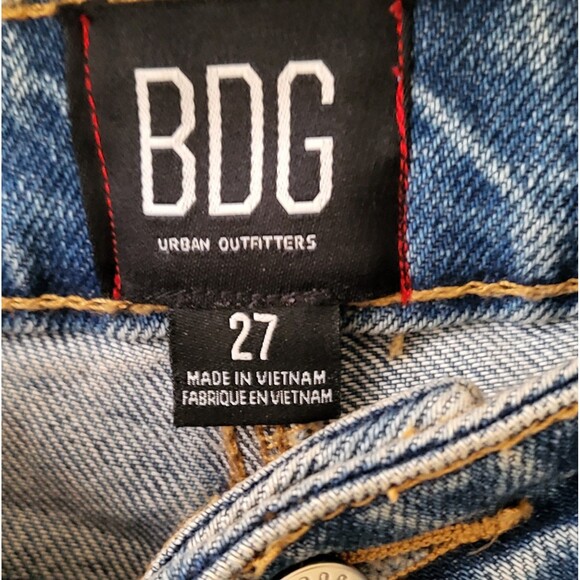 BDG
URBAN OUTFITTERS
27
MADE IN VIETNAM
FABRIQUE EN VIETNAM